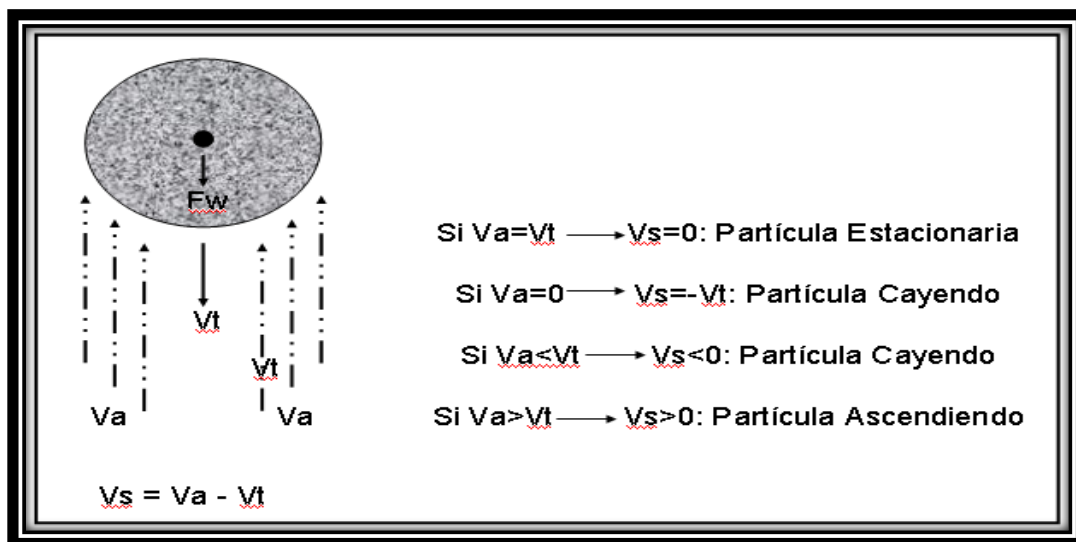 Fw
Vt
Vt
Va
Va
Vs = Va - Vt
Si Va=Vt → Vs=0: Partícula Estacionaria
Si Va=0 → Vs=-Vt: Partícula Cayendo
Si Va<Vt → Vs<0: Partícula Cayendo
Si Va>Vt → Vs>0: Partícula Ascendiendo